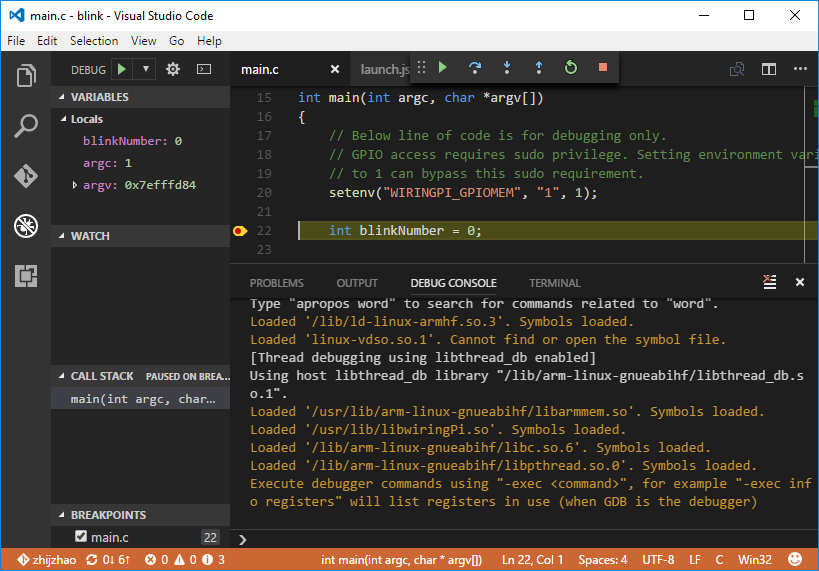 main.c - blink - Visual Studio Code
File Edit Selection View Go Help
DEBUG
VARIABLES
Locals
blinkNumber: 0
argc: 1
argv: 0x7efffd84
WATCH
CALL STACK PAUSED ON BREA...
main(int argc, char...
BREAKPOINTS
main.c 22
main.c launch.js
15 int main(int argc, char *argv[])
16 {
17 // Below line of code is for debugging only.
18 // GPIO access requires sudo privilege. Setting environment vari
19 // to 1 can bypass this sudo requirement.
20 setenv("WIRINGPI_GPIOMEM", "1", 1);
21
22 int blinkNumber = 0;
23
PROBLEMS OUTPUT DEBUG CONSOLE TERMINAL
Type "apropos word" to search for commands related to "word".
Loaded '/lib/ld-linux-armhf.so.3'. Symbols loaded.
Loaded 'linux-vdso.so.1'. Cannot find or open the symbol file.
[Thread debugging using libthread_db enabled]
Using host libthread_db library "/lib/arm-linux-gnueabihf/libthread_db.s
o.1".
Loaded '/usr/lib/arm-linux-gnueabihf/libarmmem.so'. Symbols loaded.
Loaded '/usr/lib/libwiringPi.so'. Symbols loaded.
Loaded '/lib/arm-linux-gnueabihf/libc.so.6'. Symbols loaded.
Loaded '/lib/arm-linux-gnueabihf/libpthread.so.0'. Symbols loaded.
Execute debugger commands using "-exec <command>", for example "-exec inf
o registers" will list registers in use (when GDB is the debugger)
zhijzhao 0↓ 6↑ 0 0 3 int main(int argc, char * argv[]) Ln 22, Col 1 Spaces: 4 UTF-8 LF C Win32